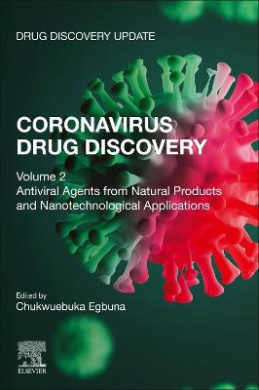 DRUG DISCOVERY UPDATE
CORONAVIRUS
DRUG DISCOVERY
Volume 2
Antiviral Agents from Natural Products
and Nanotechnological Applications
Edited by
Chukwuebuka Egbuna
ELSEVIER